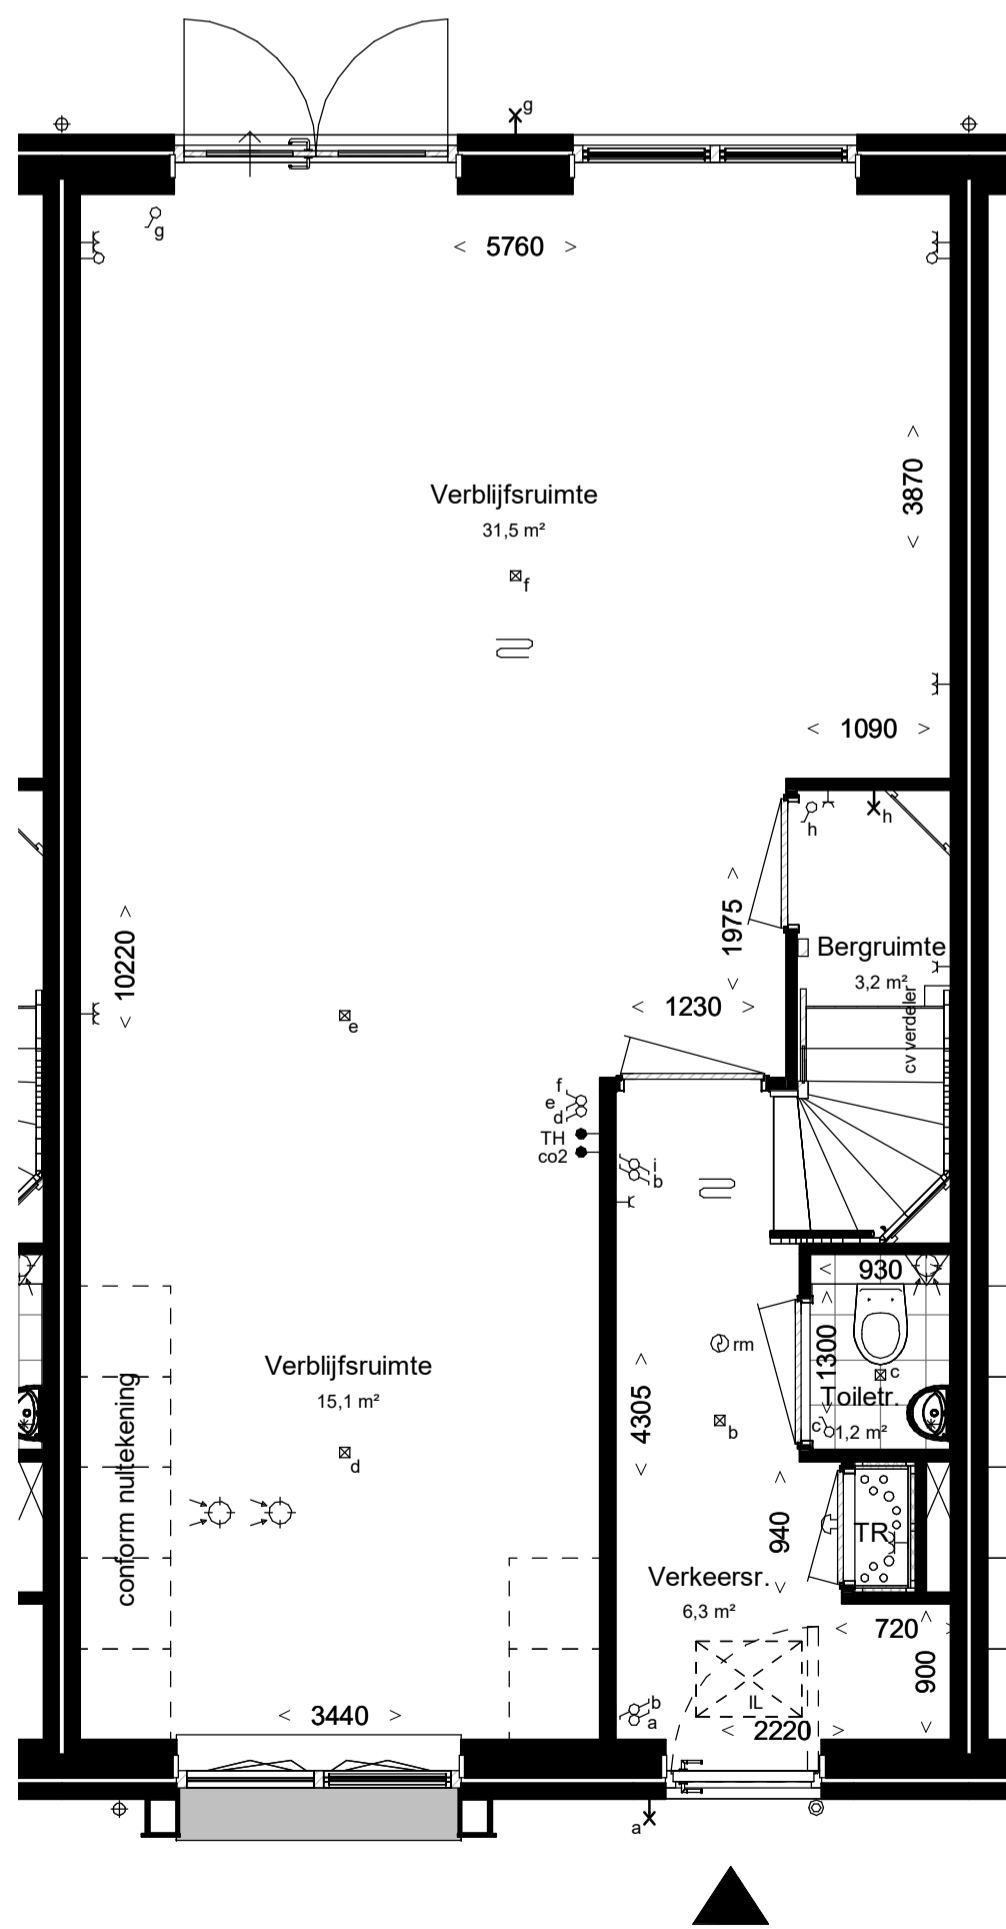 g
g
5760
3870
Verblijfsruimte
31,5 m²
f
1090
h
h
1975
10220
Bergruimte
3,2 m²
cv verdeler
1230
e
f
e
d
TH
co2
i
b
930
1300
rm
c
Toiletr.
c
1,2 m²
4305
b
Verblijfsruimte
15,1 m²
d
conform nultekening
940
TR.
Verkeersr.
6,3 m²
720
900
IL
b
a
3440
2220
a